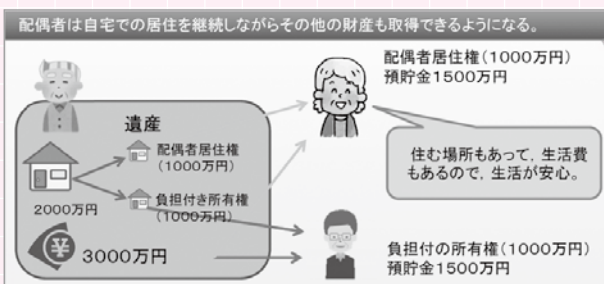 配偶者は自宅での居住を継続しながらその他の財産も取得できるようになる。
配偶者居住権(1000万円)
預貯金1500万円
遺産
配偶者居住権
(1000万円)
負担付き所有権
(1000万円)
2000万円
¥
3000万円
住む場所もあって，生活費
もあるので，生活が安心。
負担付の所有権(1000万円)
預貯金1500万円